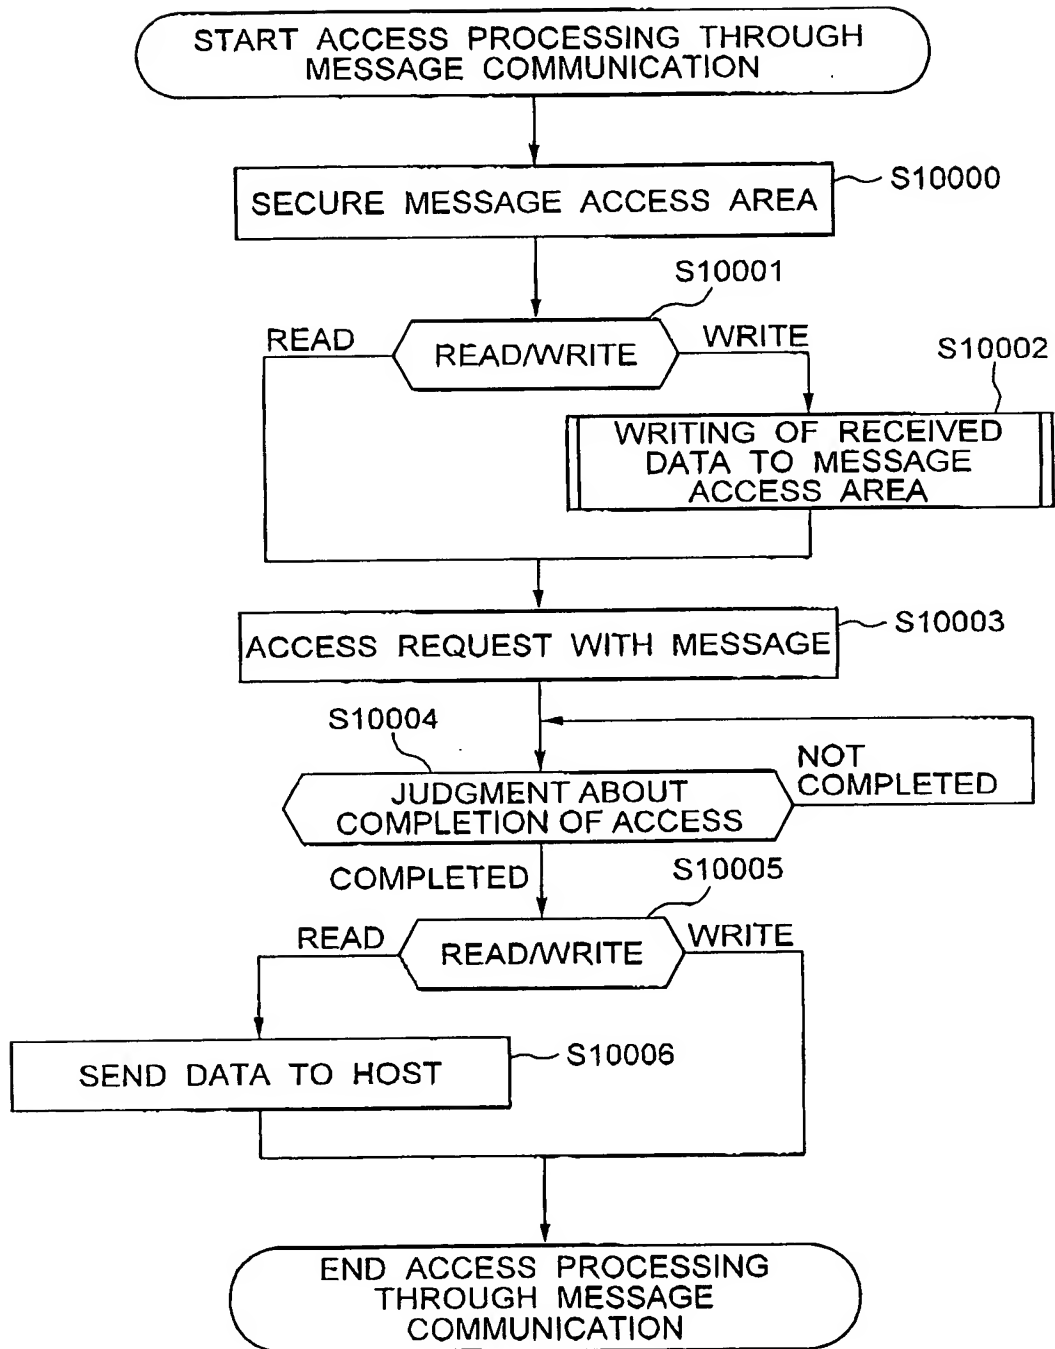 START ACCESS PROCESSING THROUGH
MESSAGE COMMUNICATION
SECURE MESSAGE ACCESS AREA
S10000
S10001
READ
READ/WRITE
WRITE
S10002
WRITING OF RECEIVED
DATA TO MESSAGE
ACCESS AREA
ACCESS REQUEST WITH MESSAGE
S10003
S10004
JUDGMENT ABOUT
COMPLETION OF ACCESS
NOT
COMPLETED
COMPLETED
S10005
READ
READ/WRITE
WRITE
SEND DATA TO HOST
S10006
END ACCESS PROCESSING
THROUGH MESSAGE
COMMUNICATION